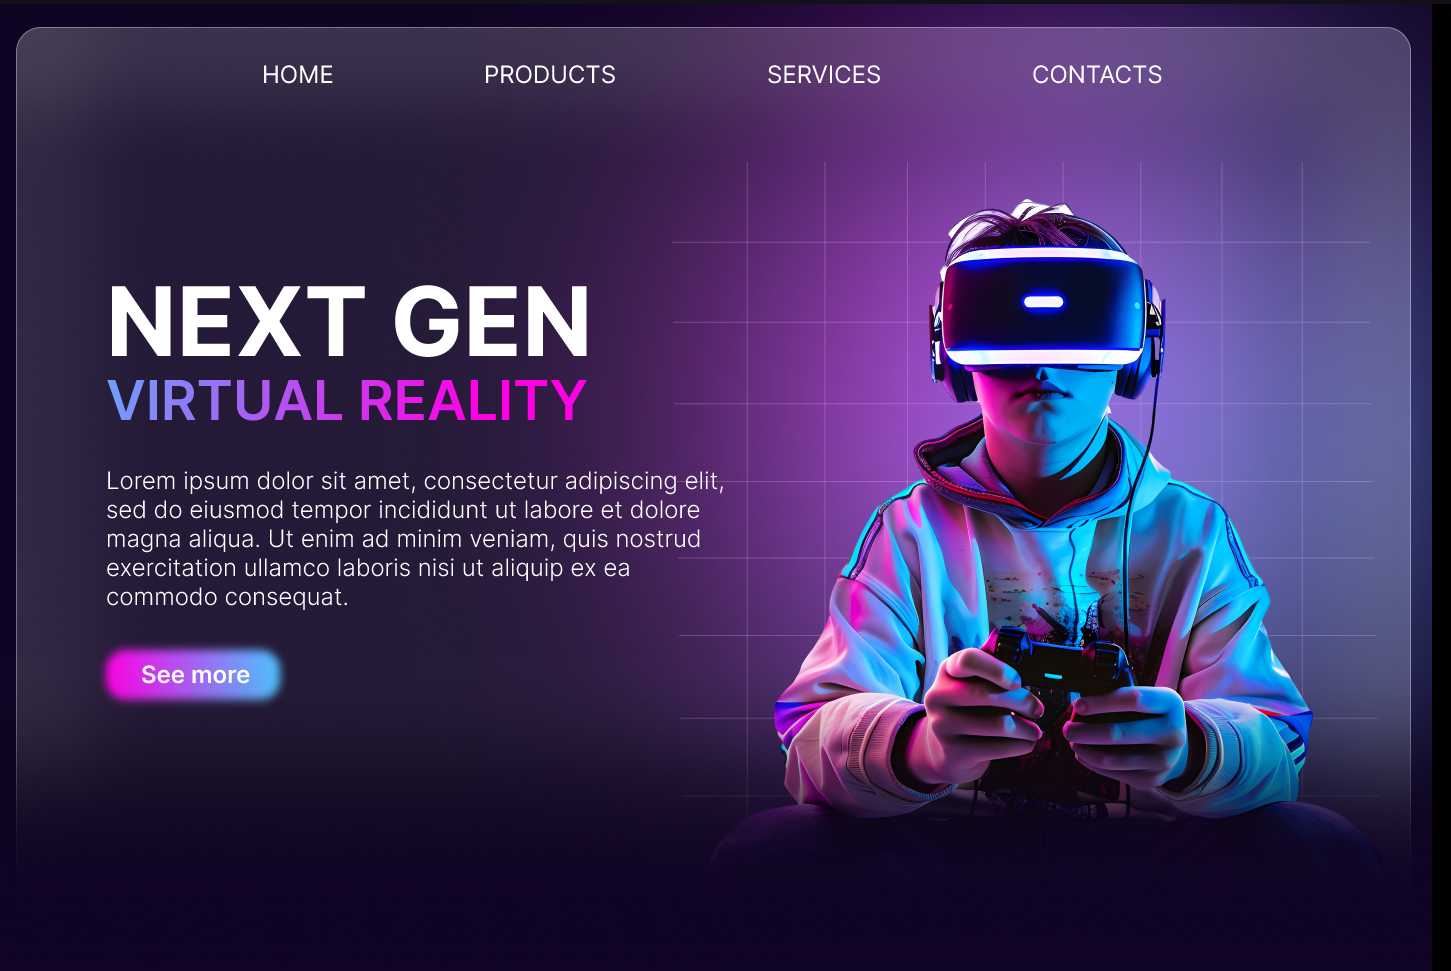 HOME PRODUCTS SERVICES CONTACTS
NEXT GEN
VIRTUAL REALITY
Lorem ipsum dolor sit amet, consectetur adipiscing elit,
sed do eiusmod tempor incididunt ut labore et dolore
magna aliqua. Ut enim ad minim veniam, quis nostrud
exercitation ullamco laboris nisi ut aliquip ex ea
commodo consequat.
See more